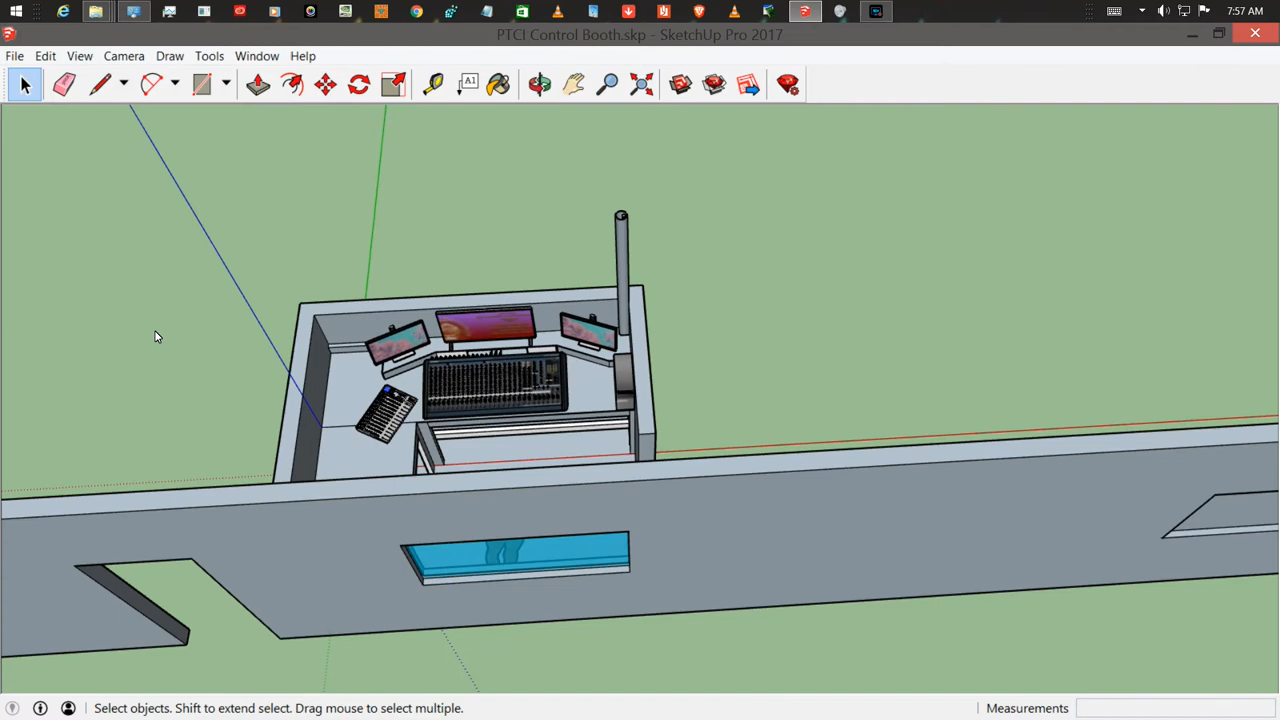 7:57 AM
PTCI Control Booth.skp - SketchUp Pro 2017
File Edit View Camera Draw Tools Window Help
A1
Select objects. Shift to extend select. Drag mouse to select multiple.
Measurements